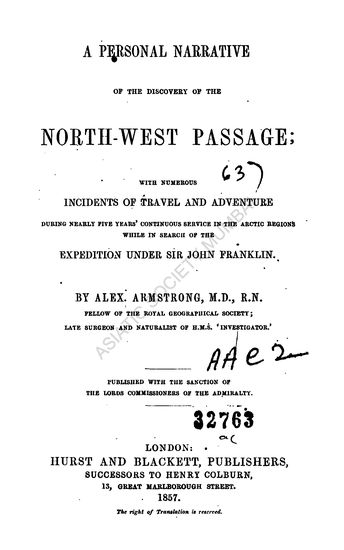 A PERSONAL NARRATIVE
OF THE DISCOVERY OF THE
NORTH-WEST PASSAGE;
WITH NUMEROUS
637
INCIDENTS OF TRAVEL AND ADVENTURE
DURING NEARLY FIVE YEARS' CONTINUOUS SERVICE IN THE ARCTIC REGIONS
WHILE IN SEARCH OF THE
EXPEDITION UNDER SIR JOHN FRANKLIN.
BY ALEX. ARMSTRONG, M.D., R.N.
FELLOW OF THE ROYAL GEOGRAPHICAL SOCIETY;
LATE SURGEON AND NATURALIST OF H.M.S. 'INVESTIGATOR.'
ASIATIC SOCIETY, MUMBAI
PUBLISHED WITH THE SANCTION OF
THE LORDS COMMISSIONERS OF THE ADMIRALTY.
32763
LONDON:
HURST AND BLACKETT, PUBLISHERS,
SUCCESSORS TO HENRY COLBURN,
13, GREAT MARLBOROUGH STREET.
1857.
The right of Translation is reserved.